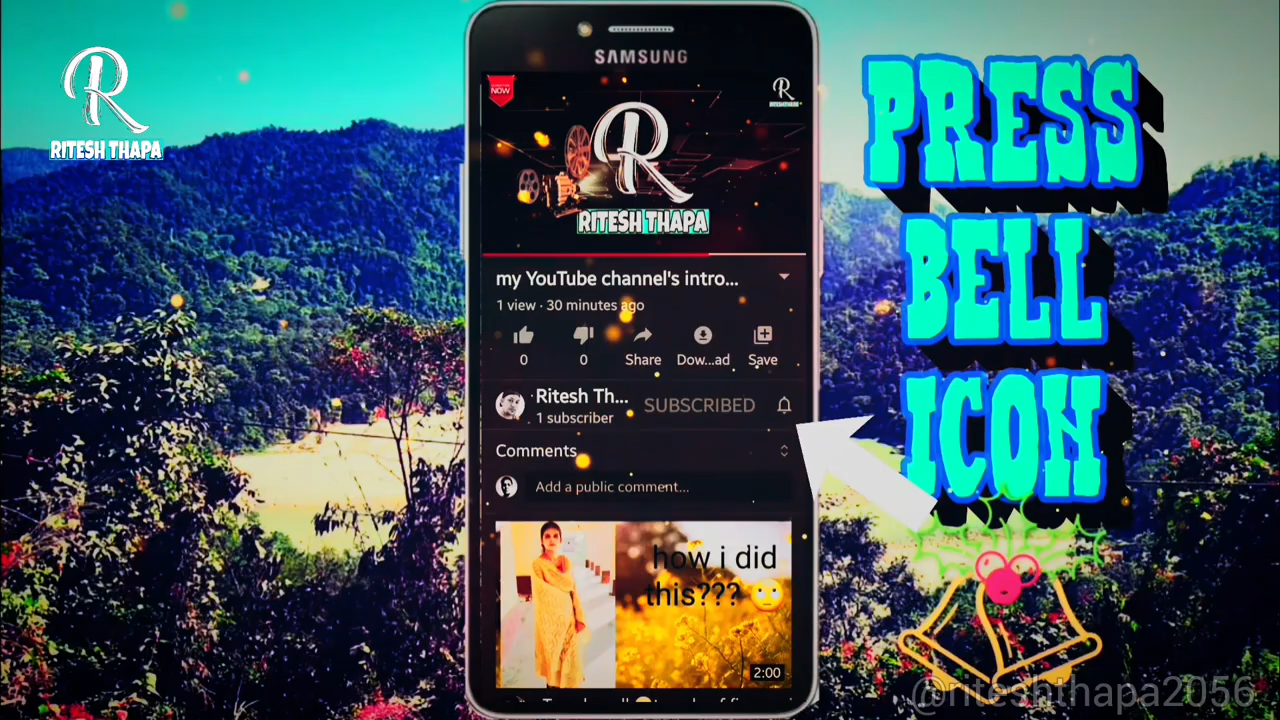 RITESH THAPA
SAMSUNG
NOW
RITESH THAPA
my YouTube channel's intro...
1 view · 30 minutes ago
0
0
Share
Dow...ad
Save
Ritesh Th...
1 subscriber
SUBSCRIBED
Comments
Add a public comment...
how i did
this???
2:00
PRESS
BELL
ICON
@riteshthapa2056